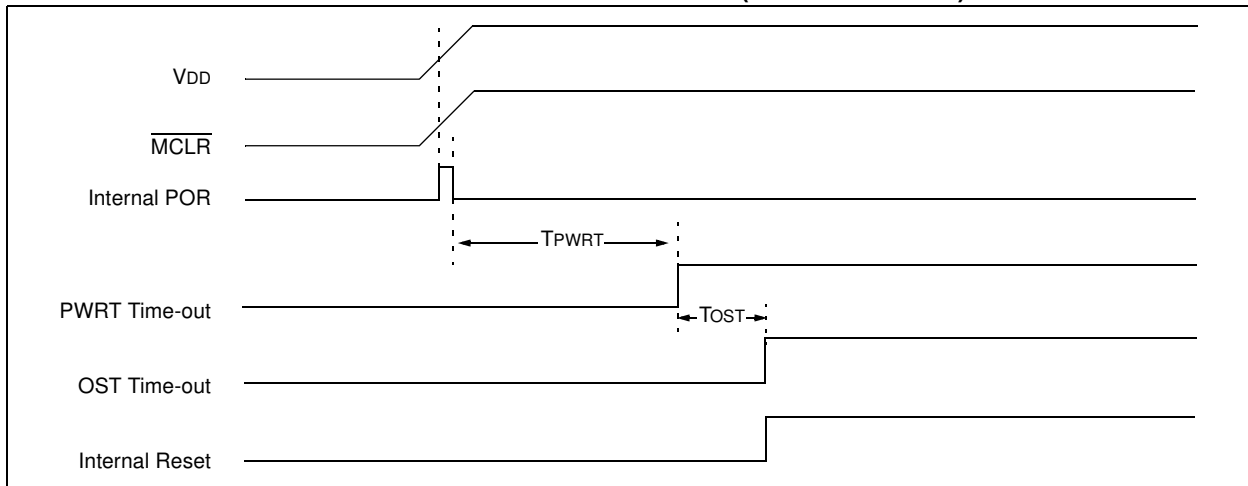 VDD
MCLR
Internal POR
TPWRT
PWRT Time-out
TOST
OST Time-out
Internal Reset